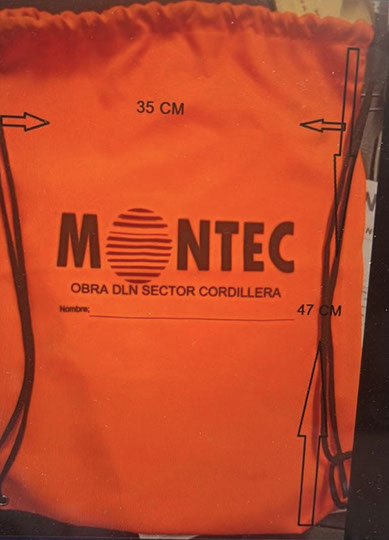 35 CM
MONTEC
OBRA DLN SECTOR CORDILLERA
Nombre:
47 CM